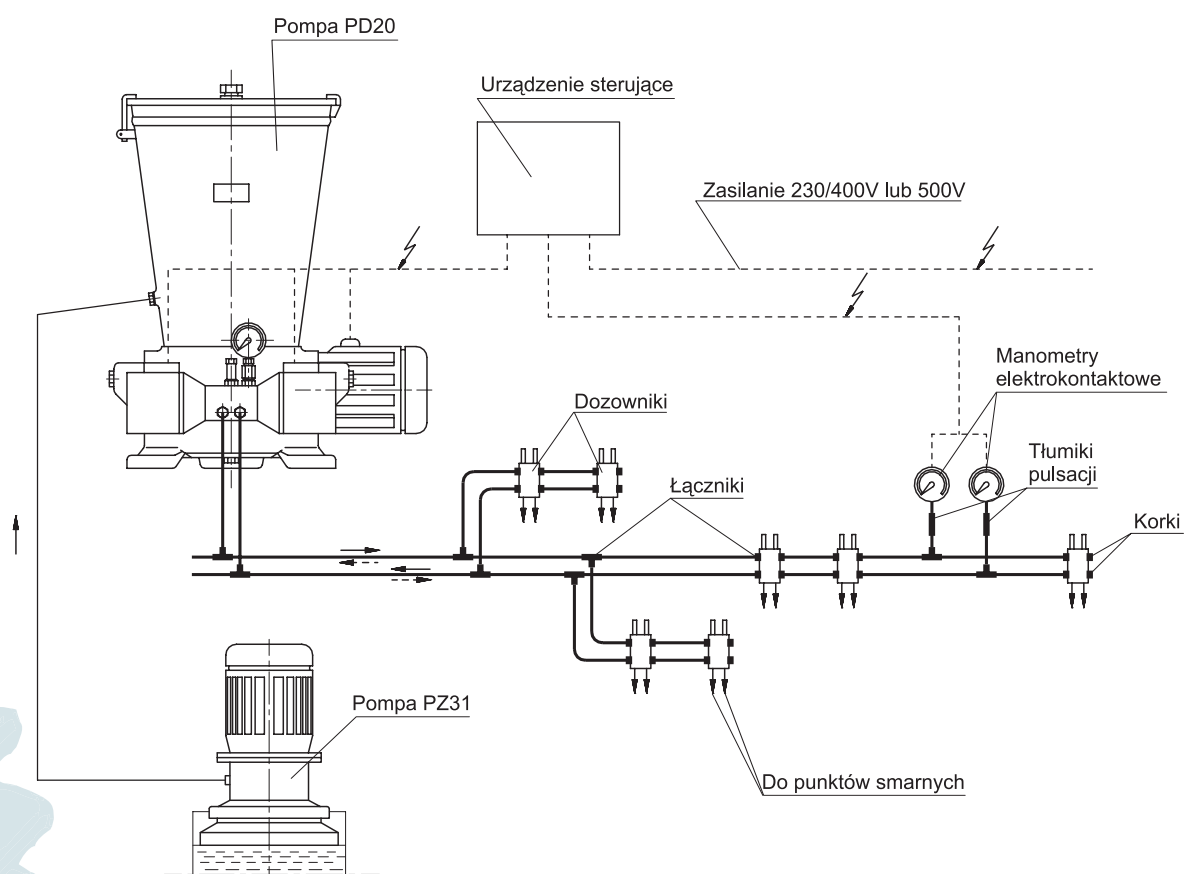 Pompa PD20
Urządzenie sterujące
Zasilanie 230/400V lub 500V
Manometry
elektrokontaktowe
Dozowniki
Tłumiki
pulsacji
Łączniki
Korki
Pompa PZ31
Do punktów smarnych